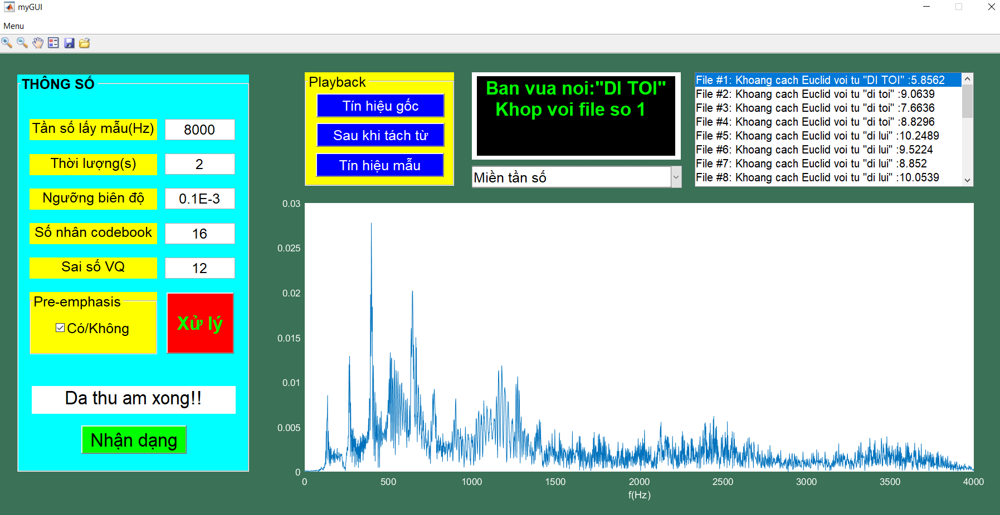 myGUI
Menu
THÔNG SỐ
Tần số lấy mẫu(Hz) 8000
Thời lượng(s) 2
Ngưỡng biên độ 0.1E-3
Số nhân codebook 16
Sai số VQ 12
Pre-emphasis
Có/Không
Xử lý
Da thu am xong!!
Nhận dạng
Playback
Tín hiệu gốc
Sau khi tách từ
Tín hiệu mẫu
Ban vua noi:"DI TOI"
Khop voi file so 1
Miền tần số
File #1: Khoang cach Euclid voi tu "DI TOI" :5.8562
File #2: Khoang cach Euclid voi tu "di toi" :9.0639
File #3: Khoang cach Euclid voi tu "di toi" :7.6636
File #4: Khoang cach Euclid voi tu "di toi" :8.8296
File #5: Khoang cach Euclid voi tu "di lui" :10.2489
File #6: Khoang cach Euclid voi tu "di lui" :9.5224
File #7: Khoang cach Euclid voi tu "di lui" :8.852
File #8: Khoang cach Euclid voi tu "di lui" :10.0539
0.03
0.025
0.02
0.015
0.01
0.005
0
0 500 1000 1500 2000 2500 3000 3500 4000
f(Hz)